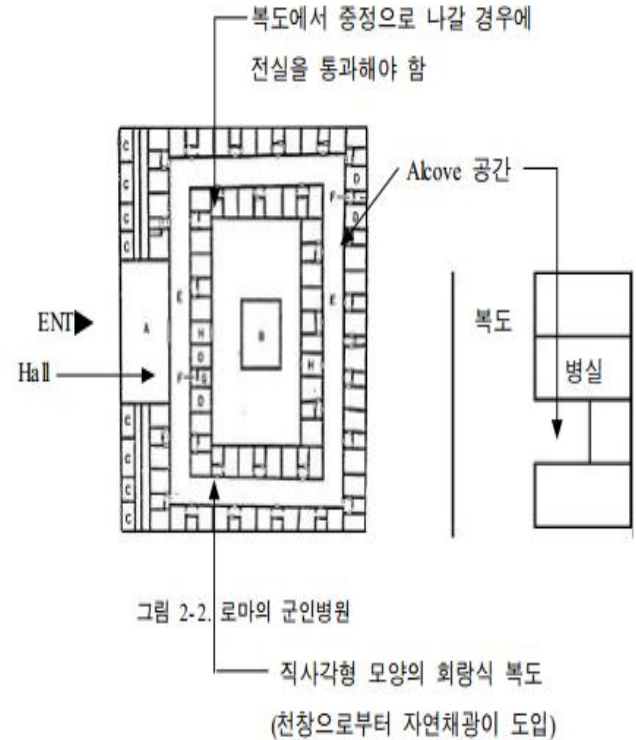 복도에서 중정으로 나갈 경우에
전실을 통과해야 함
Alcove 공간
ENT
Hall
복도
병실
C
C
C
C
A
E
F
H
D
G
D
B
H
E
D
F
D
C
C
C
C
그림 2-2. 로마의 군인병원
직사각형 모양의 회랑식 복도
(천창으로부터 자연채광이 도입)